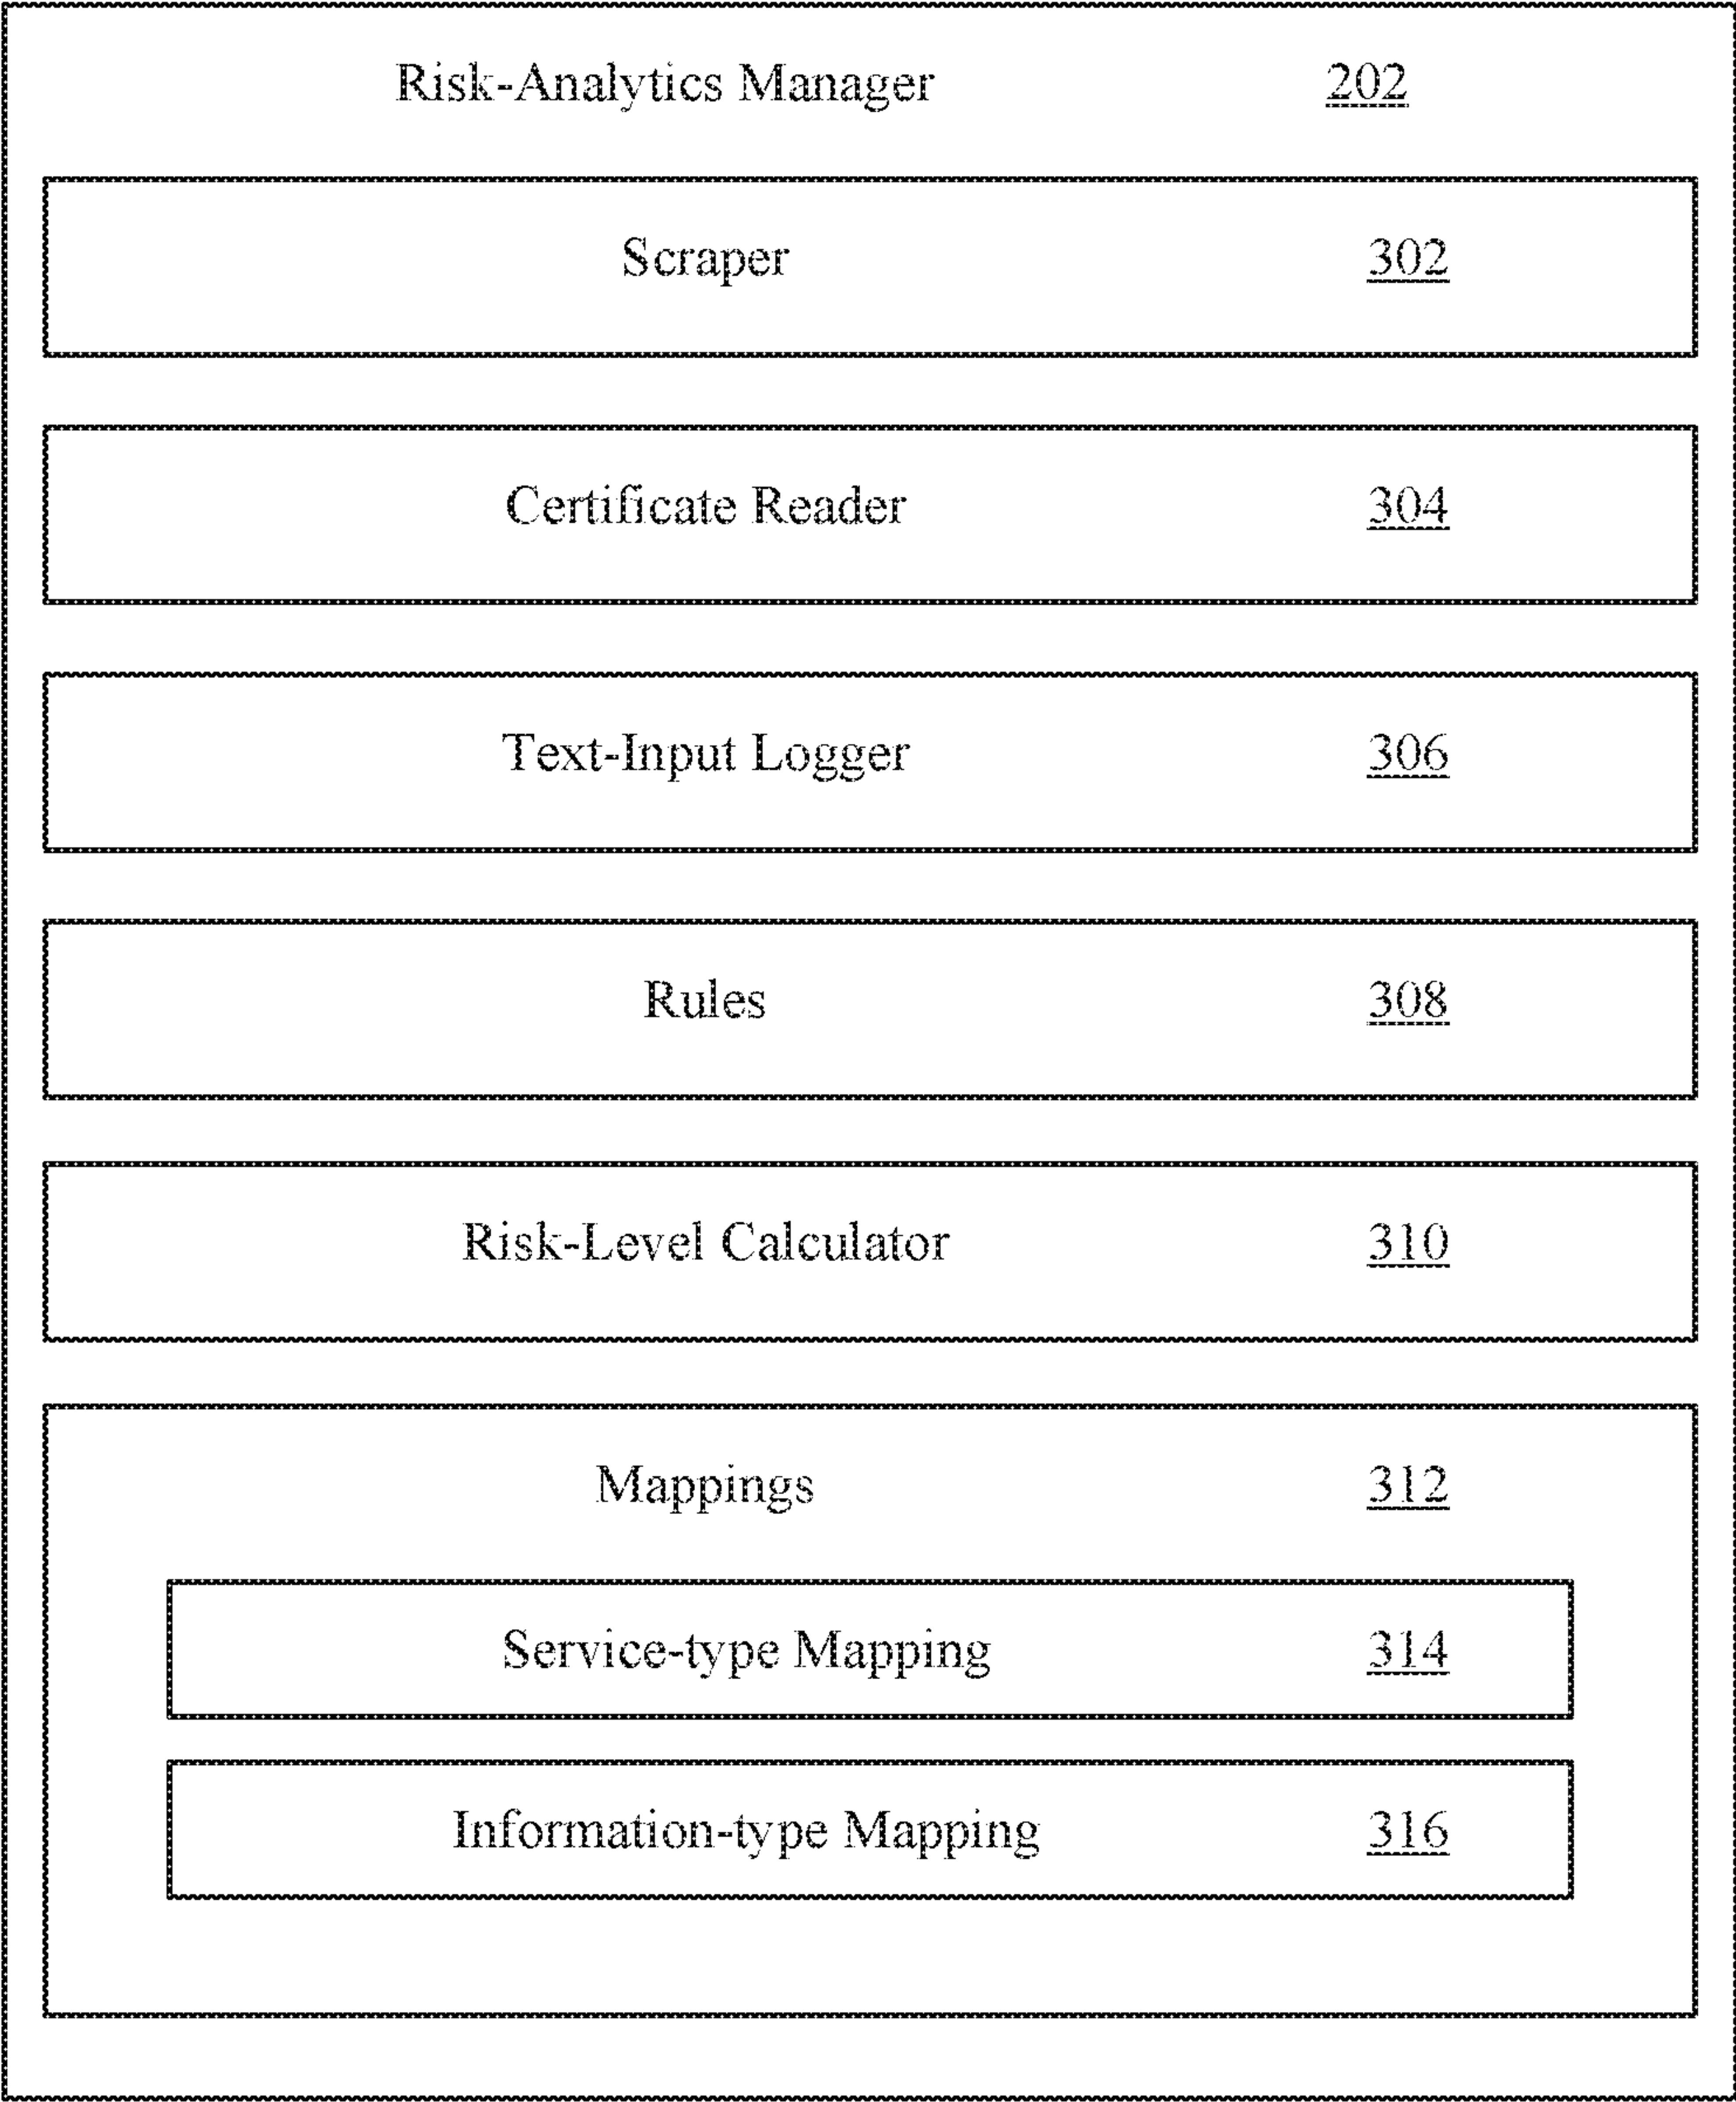 Risk-Analytics Manager 202
Scraper 302
Certificate Reader 304
Text-Input Logger 306
Rules 308
Risk-Level Calculator 310
Mappings 312
Service-type Mapping 314
Information-type Mapping 316